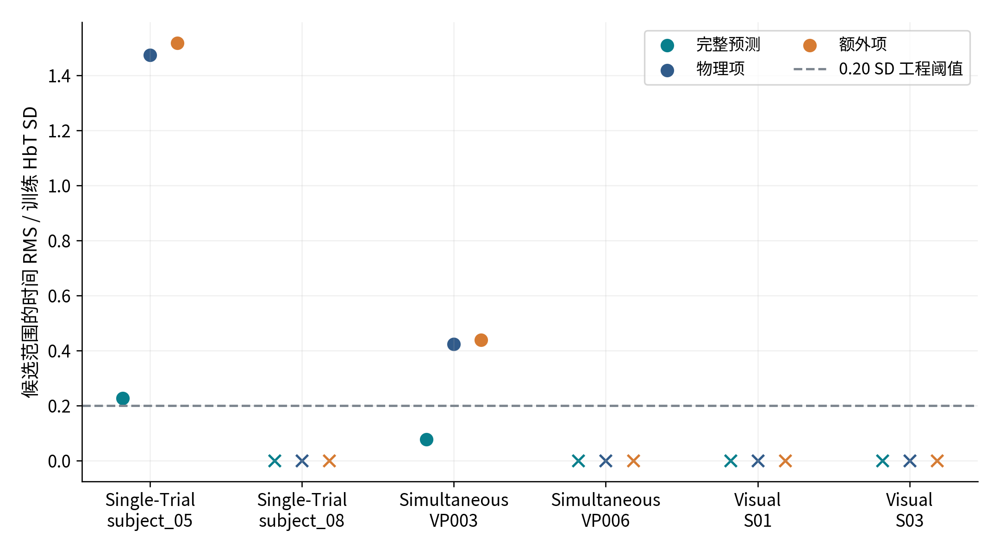 候选范围的时间 RMS / 训练 HbT SD
1.4
1.2
1.0
0.8
0.6
0.4
0.2
0.0
完整预测
物理项
额外项
0.20 SD 工程阈值
Single-Trial
subject_05
Single-Trial
subject_08
Simultaneous
VP003
Simultaneous
VP006
Visual
S01
Visual
S03